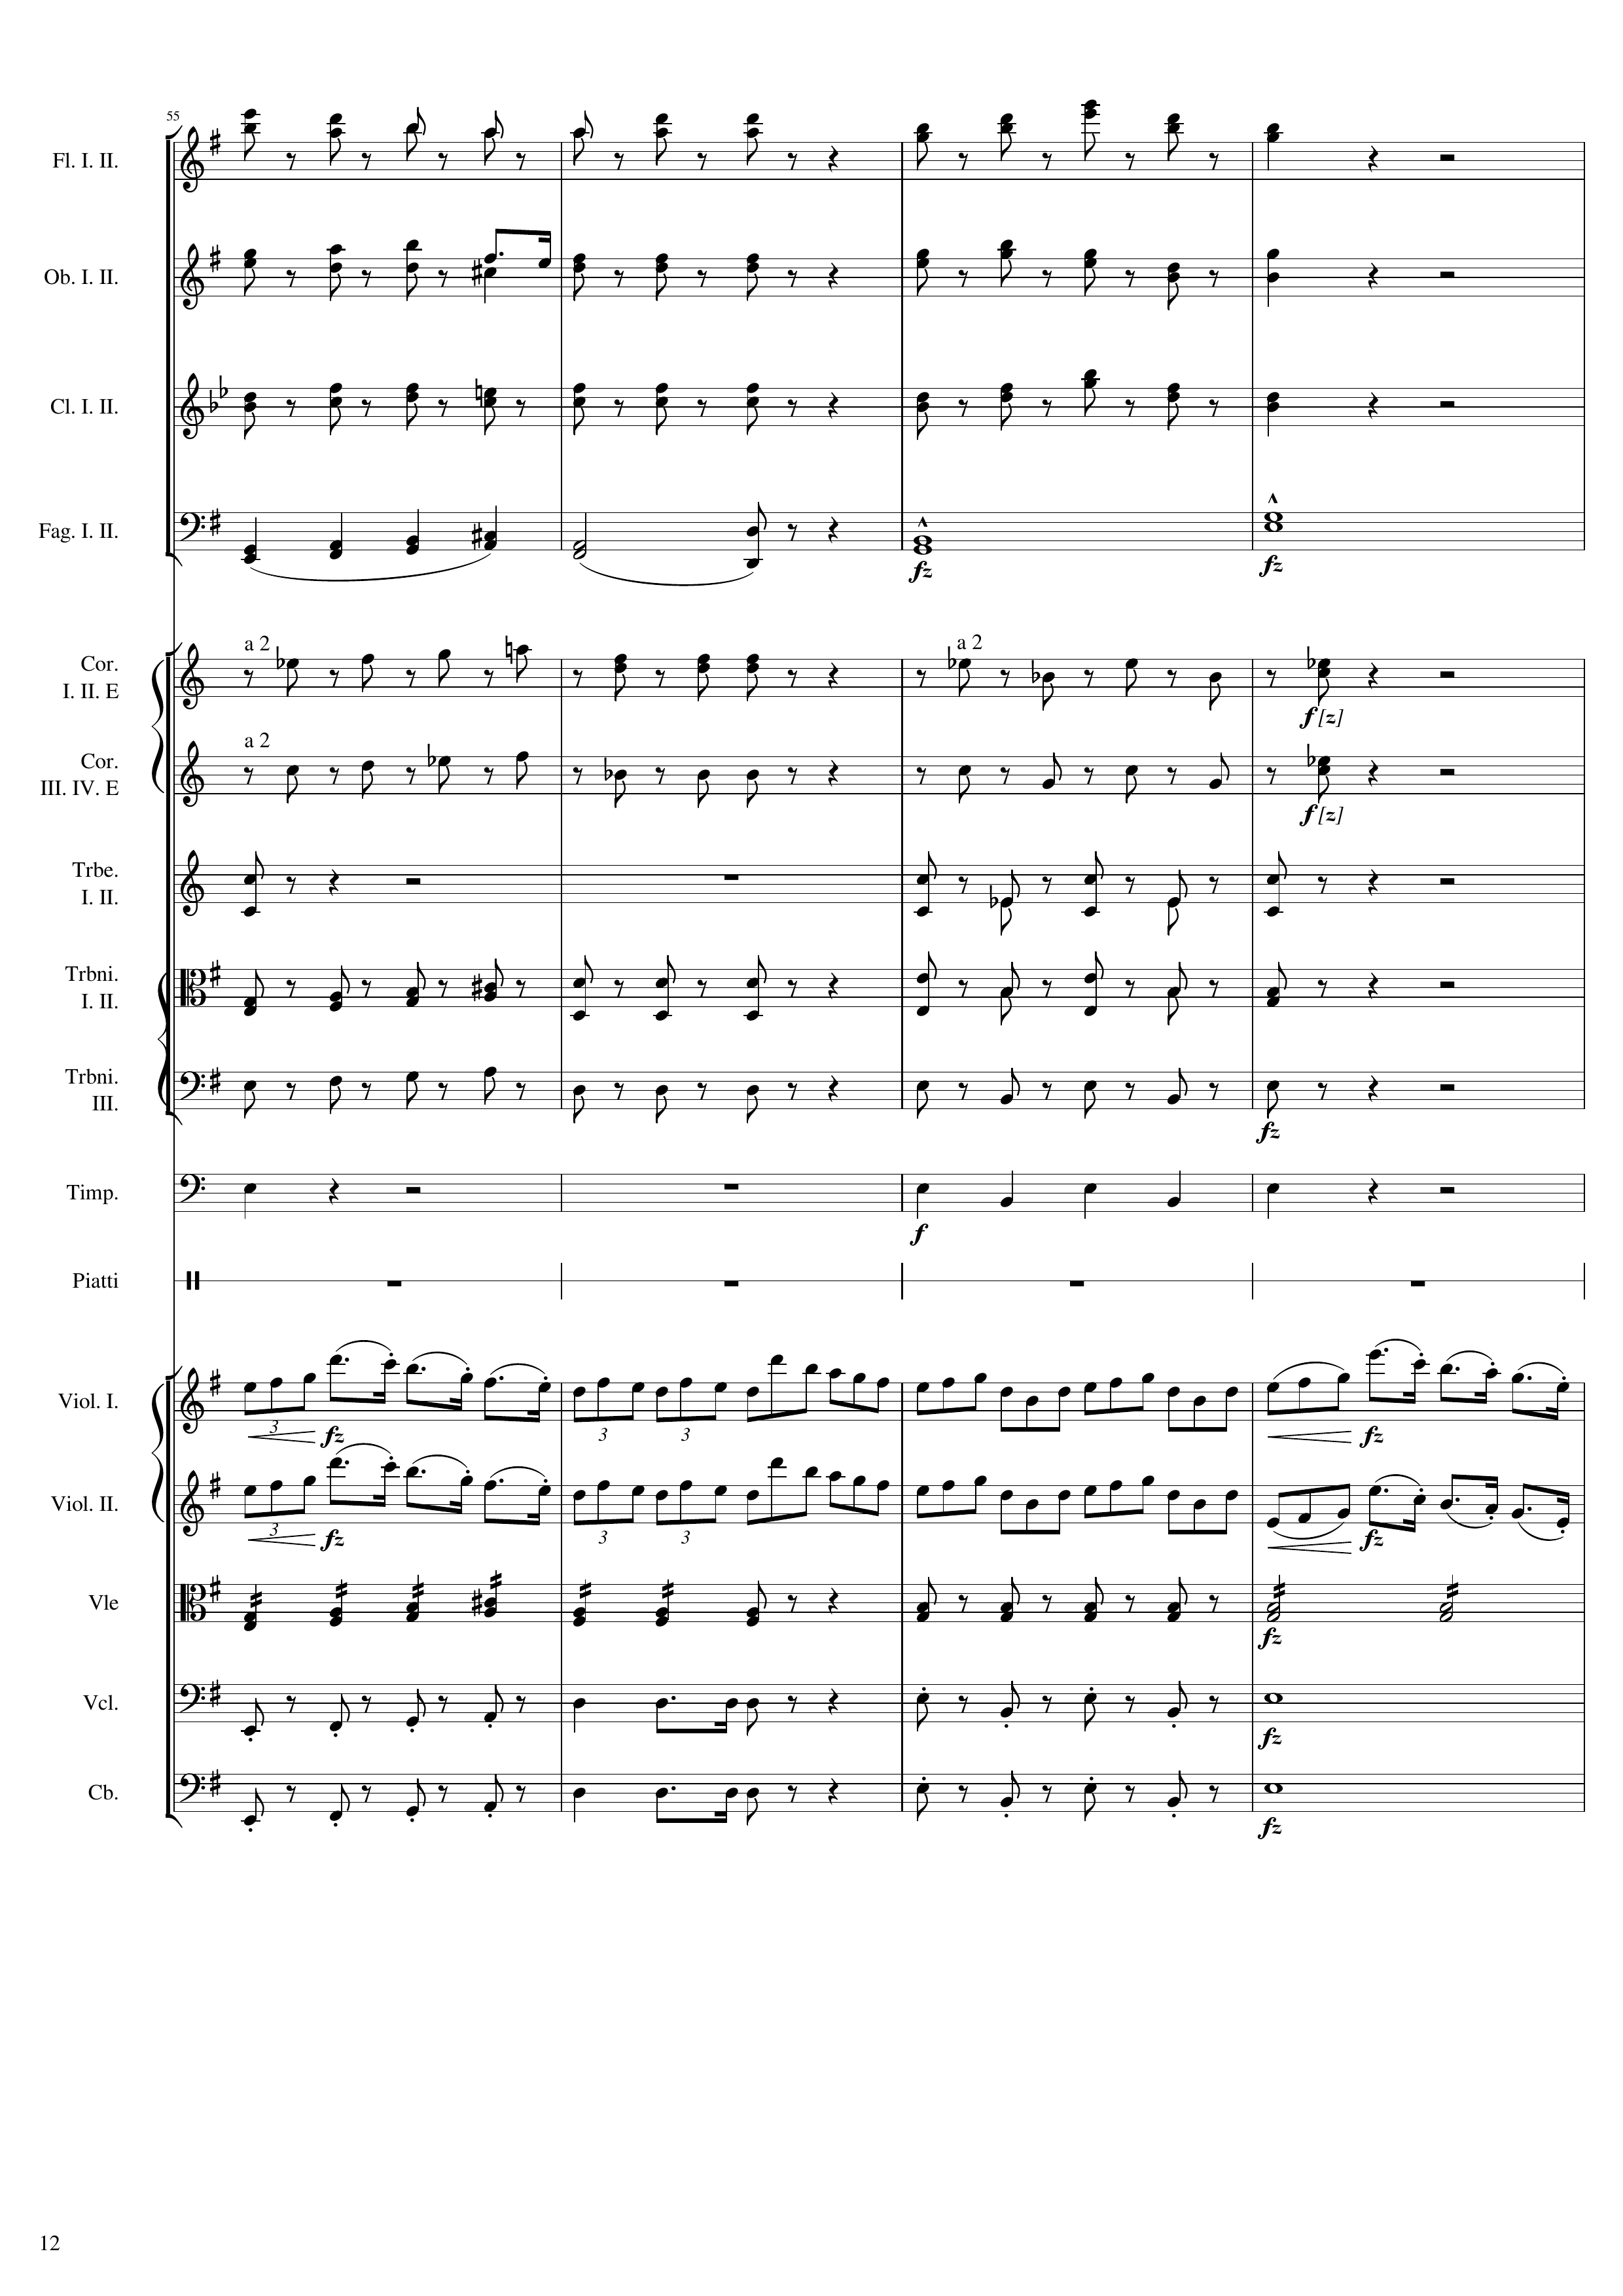 55
Fl. I. II.
Ob. I. II.
Cl. I. II.
Fag. I. II.
fz
fz
a 2
a 2
Cor.
I. II. E
f [z]
a 2
Cor.
III. IV. E
f [z]
Trbe.
I. II.
Trbni.
I. II.
Trbni.
III.
fz
Timp.
f
Piatti
Viol. I.
3
fz
3
3
fz
Viol. II.
3
fz
3
3
fz
Vle
fz
Vcl.
fz
Cb.
fz
12